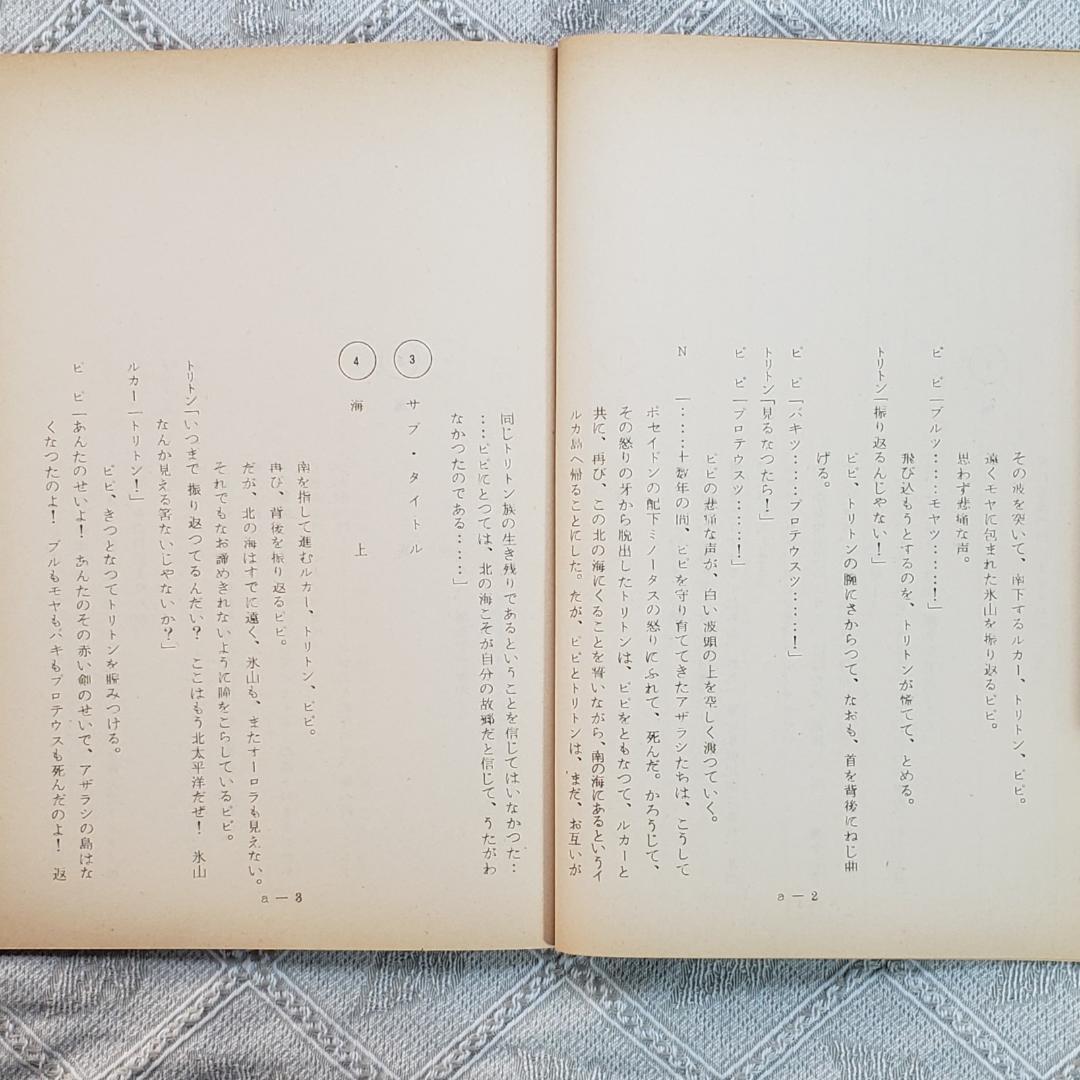 その波を突いて、南下するルカー、トリトン、ピピ。
遠くモヤに包まれた氷山を振り返るピピ。
思わず悲痛な声。
ピピ「プルツ‥‥モヤツ‥‥！」
飛び込もうとするのを、トリトンが慌てて、とめる。
トリトン「振り返るんじゃない！」
ピピ、トリトンの腕にさからつて、なおも、首を背後にねじ曲
げる。
ピピ「バキツ‥‥プロテウスツ‥‥！」
トリトン「見るなつたら！」
ピピ「プロテウスツ‥‥！」
ピピの悲痛な声が、白い波頭の上を空しく渡つていく。
N「‥‥十数年の間、ピピを守り育ててきたアザラシたちは、こうして
ポセイドンの配下ミノータスの怒りにふれて、死んだ。かろうじて、
その怒りの牙から脱出したトリトンは、ピピをともなつて、ルカーと
共に、再び、この北の海にくることを誓いながら、南の海にあるというイ
ルカ島へ帰ることにした。だが、ピピとトリトンは、まだ、お互いが
a－2
同じトリトン族の生き残りであるということを信じてはいなかつた‥
‥‥ピピにとつては、北の海こそが自分の故郷だと信じて、うたがわ
なかつたのである‥‥」
3 サブ・タイトル
4 海 上
南を指して進むルカー、トリトン、ピピ。
再び、背後を振り返るピピ。
だが、北の海はすでに遠く、氷山も、またオーロラも見えない。
それでもなお諦めきれないように瞳をこらしているピピ。
トリトン「いつまで振り返つてるんだい？ ここはもう北太平洋だぜ！ 氷山
なんか見える筈ないじゃないか？」
ルカー「トリトン！」
ピピ、きつとなつてトリトンを睨みつける。
ピピ「あんたのせいよ！ あんたのその赤い剣のせいで、アザラシの島はな
くなつたのよ！ プルもモヤもバキもプロテウスも死んだのよ！ 返
a－3